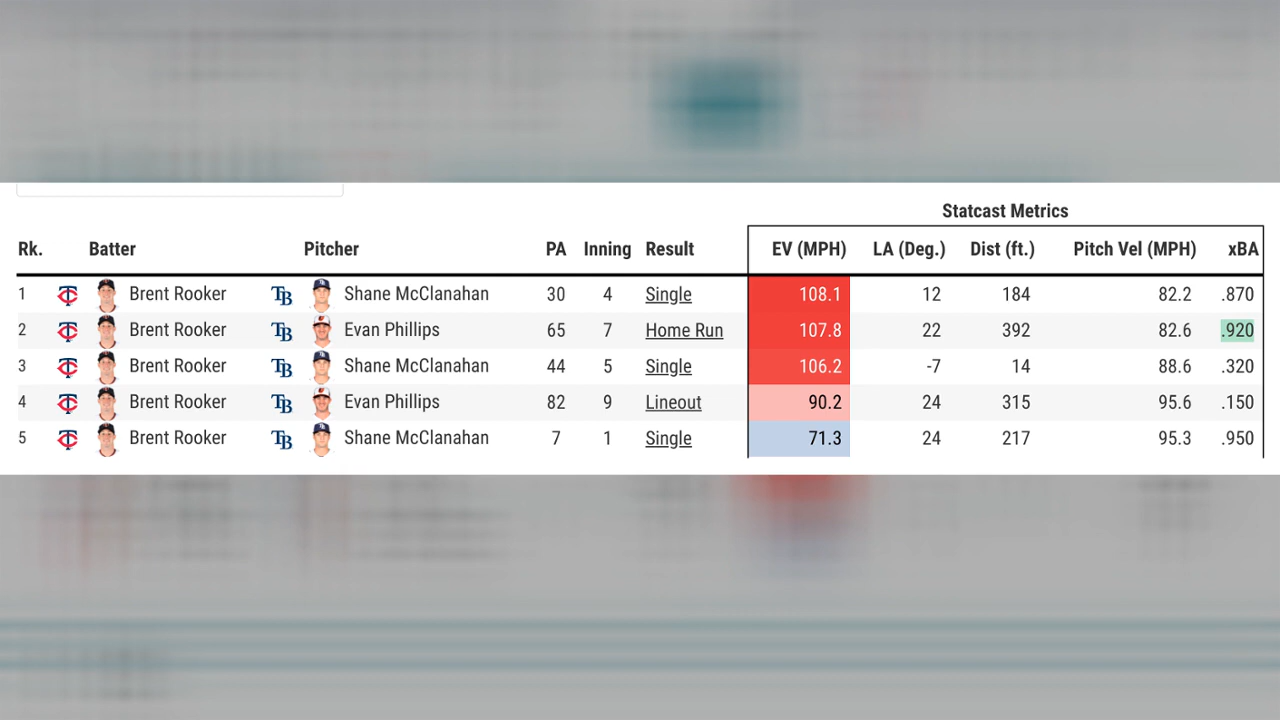 Statcast Metrics
Rk. Batter Pitcher PA Inning Result EV (MPH) LA (Deg.) Dist (ft.) Pitch Vel (MPH) xBA
1 Brent Rooker TB Shane McClanahan 30 4 Single 108.1 12 184 82.2 .870
2 Brent Rooker TB Evan Phillips 65 7 Home Run 107.8 22 392 82.6 .920
3 Brent Rooker TB Shane McClanahan 44 5 Single 106.2 -7 14 88.6 .320
4 Brent Rooker TB Evan Phillips 82 9 Lineout 90.2 24 315 95.6 .150
5 Brent Rooker TB Shane McClanahan 7 1 Single 71.3 24 217 95.3 .950